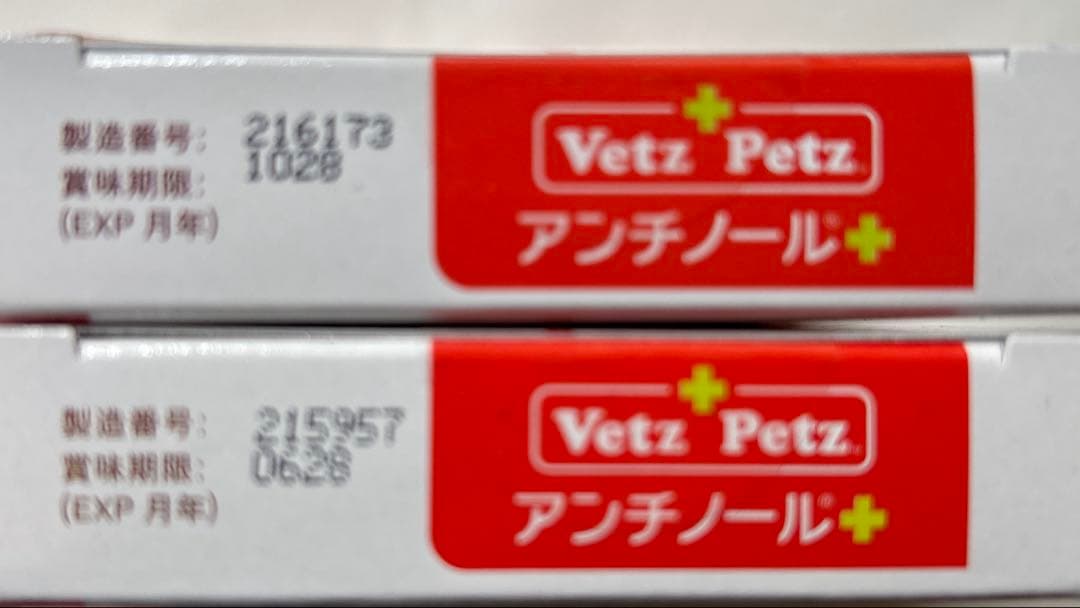 製造番号: 216173
賞味期限: 1028
(EXP 月年)
Vetz Petz
アンチノール®+
製造番号: 215957
賞味期限: 0628
(EXP 月年)
Vetz Petz
アンチノール®+